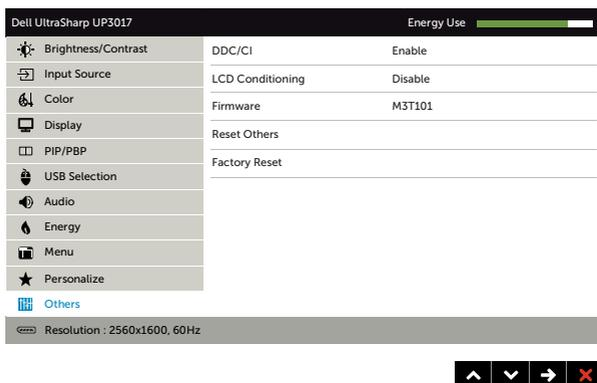 Dell UltraSharp UP3017 Energy Use
Brightness/Contrast
Input Source
Color
Display
PIP/PBP
USB Selection
Audio
Energy
Menu
Personalize
Others
DDC/CI Enable
LCD Conditioning Disable
Firmware M3T101
Reset Others
Factory Reset
Resolution : 2560x1600, 60Hz